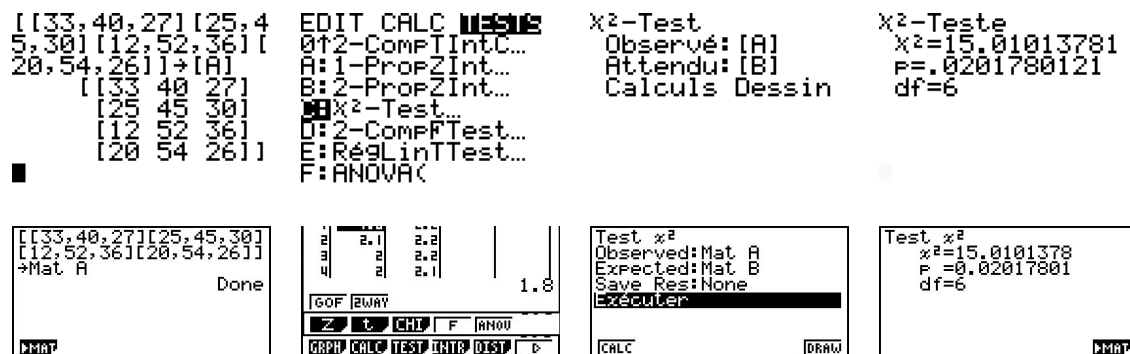 [[33,40,27][25,4
5,30][12,52,36][
20,54,26]]→[A]
[[33 40 27]
[25 45 30]
[12 52 36]
[20 54 26]]
EDIT CALC TESTS
0↑2-CompTIntC…
A:1-PropZInt…
B:2-PropZInt…
C:χ²-Test…
D:2-CompFTest…
E:RégLinTTest…
F:ANOVA(
χ²-Test
Observé:[A]
Attendu:[B]
Calculs Dessin
χ²-Teste
χ²=15.01013781
P=.0201780121
df=6
[[33,40,27][25,45,30]
[12,52,36][20,54,26]]
→Mat A
Done
▶MAT
2 2.1 2.2
3 2 2.2
4 2 2.1
1.8
GOF 2WAY
Z t CHI F ANOV
GRPH CALC TEST INTR DIST ▷
Test χ²
Observed:Mat A
Expected:Mat B
Save Res:None
Exécuter
CALC DRAW
Test χ²
χ²=15.0101378
p =0.02017801
df=6
▶MAT